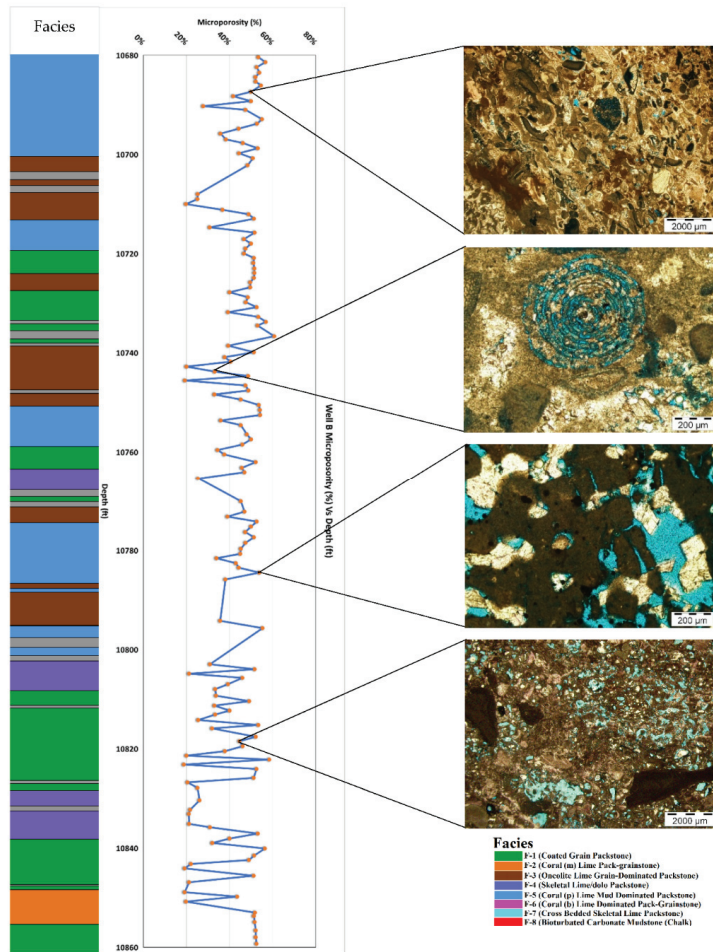 Facies
Microporosity (%)
0%
20%
40%
60%
80%
10680
10700
10720
10740
10760
10780
10800
10820
10840
10860
Depth (ft)
Well B Microposity (%) Vs Depth (ft)
2000 µm
200 µm
200 µm
2000 µm
Facies
F-1 (Coated Grain Packstone)
F-2 (Coral (m) Lime Pack-grainstone)
F-3 (Oncolite Lime Grain-Dominated Packstone)
F-4 (Skeletal Lime/dolo Packstone)
F-5 (Coral (p) Lime Mud Dominated Packstone)
F-6 (Coral (b) Lime Dominated Pack-Grainstone)
F-7 (Cross Bedded Skeletal Lime Packstone)
F-8 (Bioturbated Carbonate Mudstone (Chalk)